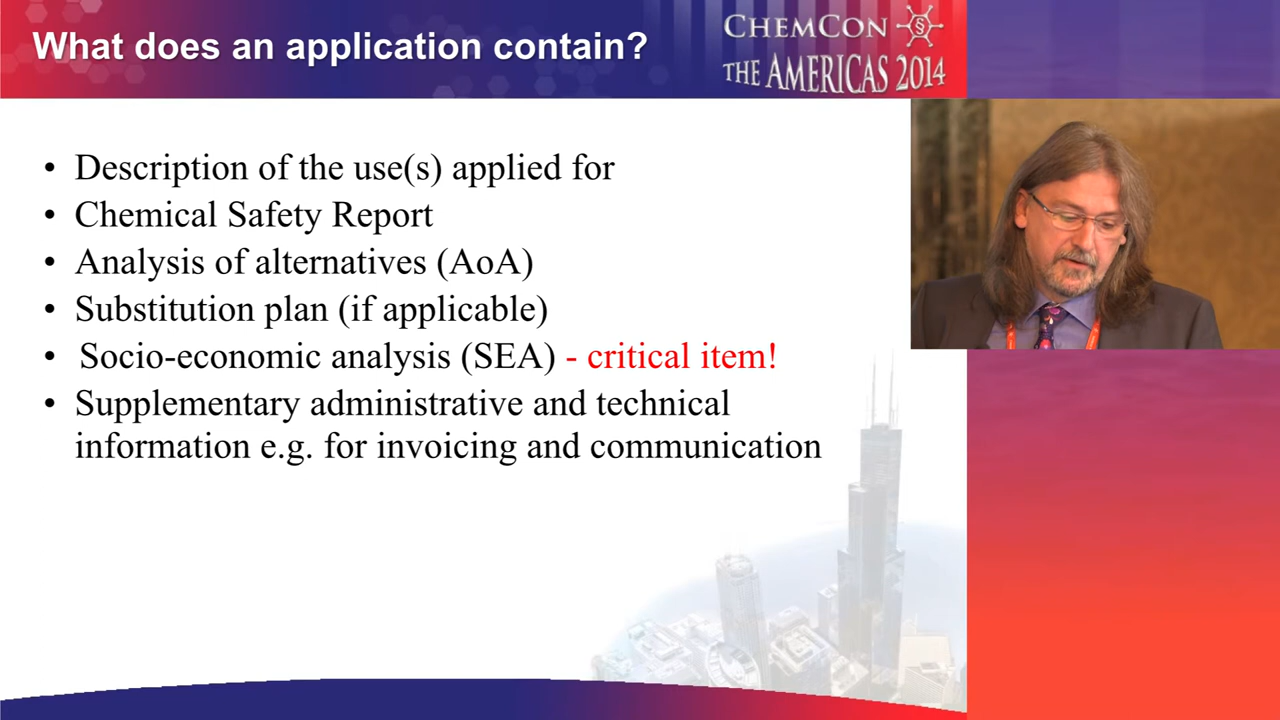 What does an application contain?
CHEMCON
THE AMERICAS 2014
• Description of the use(s) applied for
• Chemical Safety Report
• Analysis of alternatives (AoA)
• Substitution plan (if applicable)
• Socio-economic analysis (SEA) - critical item!
• Supplementary administrative and technical
information e.g. for invoicing and communication